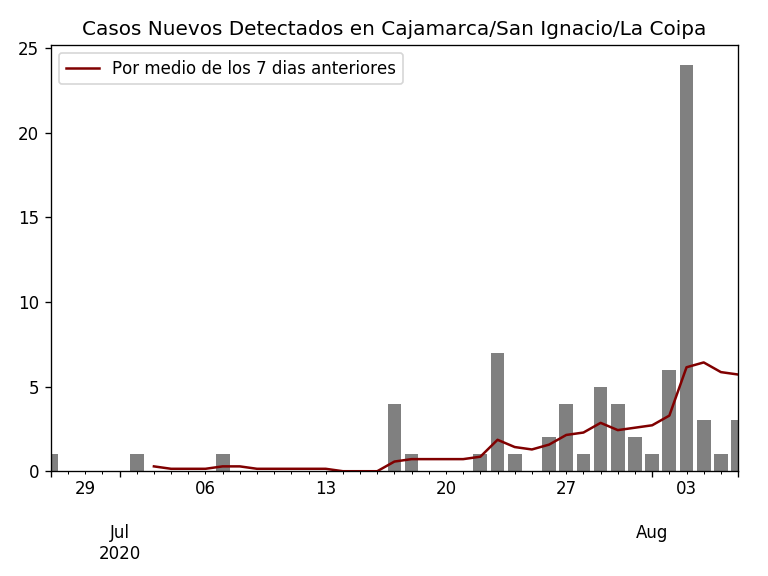 Casos Nuevos Detectados en Cajamarca/San Ignacio/La Coipa
Por medio de los 7 dias anteriores
25
20
15
10
5
0
29 06 13 20 27 03
Jul Aug
2020